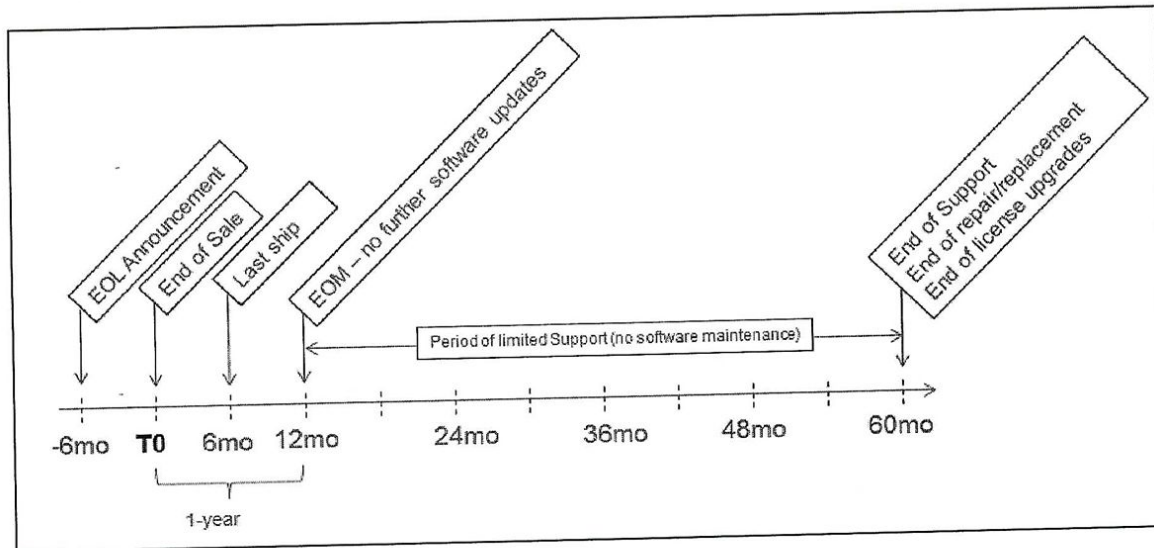 EOL Announcement
End of Sale
Last ship
EOM – no further software updates
End of Support
End of repair/replacement
End of license upgrades
Period of limited Support (no software maintenance)
-6mo T0 6mo 12mo 24mo 36mo 48mo 60mo
1-year